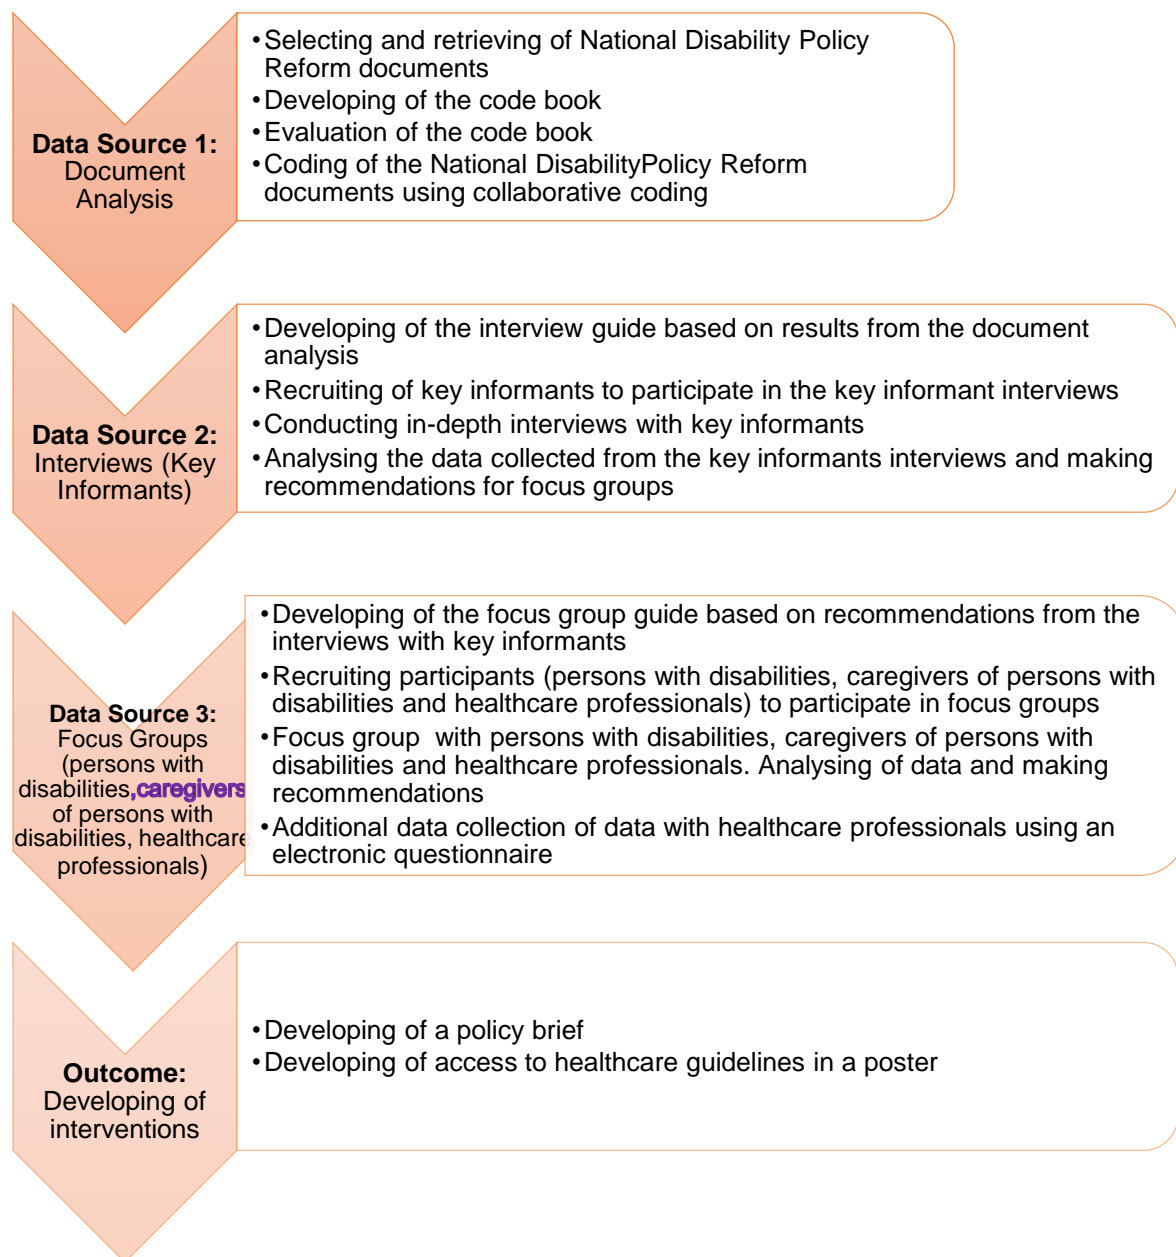 Data Source 1:
Document
Analysis
•Selecting and retrieving of National Disability Policy
Reform documents
•Developing of the code book
•Evaluation of the code book
•Coding of the National DisabilityPolicy Reform
documents using collaborative coding
Data Source 2:
Interviews (Key
Informants)
•Developing of the interview guide based on results from the document
analysis
•Recruiting of key informants to participate in the key informant interviews
•Conducting in-depth interviews with key informants
•Analysing the data collected from the key informants interviews and making
recommendations for focus groups
Data Source 3:
Focus Groups
(persons with
disabilities,caregivers
of persons with
disabilities, healthcare
professionals)
•Developing of the focus group guide based on recommendations from the
interviews with key informants
•Recruiting participants (persons with disabilities, caregivers of persons with
disabilities and healthcare professionals) to participate in focus groups
•Focus group  with persons with disabilities, caregivers of persons with
disabilities and healthcare professionals. Analysing of data and making
recommendations
•Additional data collection of data with healthcare professionals using an
electronic questionnaire
Outcome:
Developing of
interventions
•Developing of a policy brief
•Developing of access to healthcare guidelines in a poster